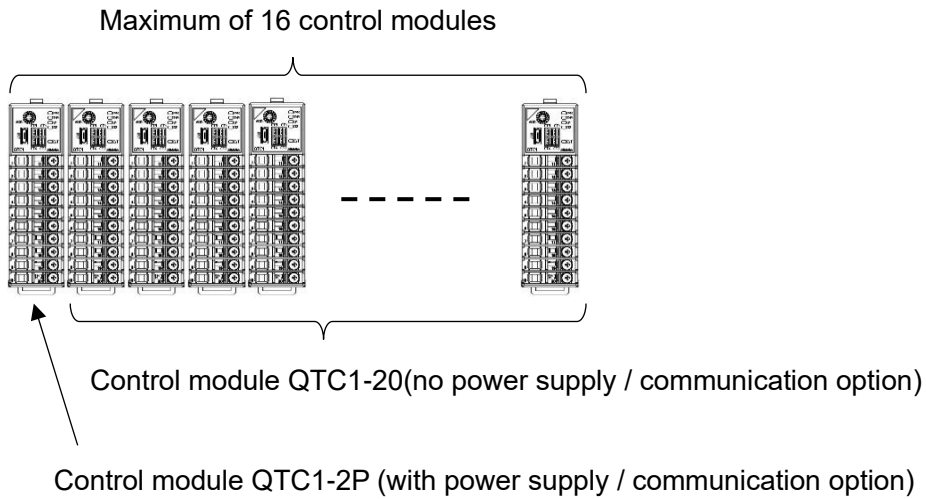 Maximum of 16 control modules
Control module QTC1-20(no power supply / communication option)
Control module QTC1-2P (with power supply / communication option)